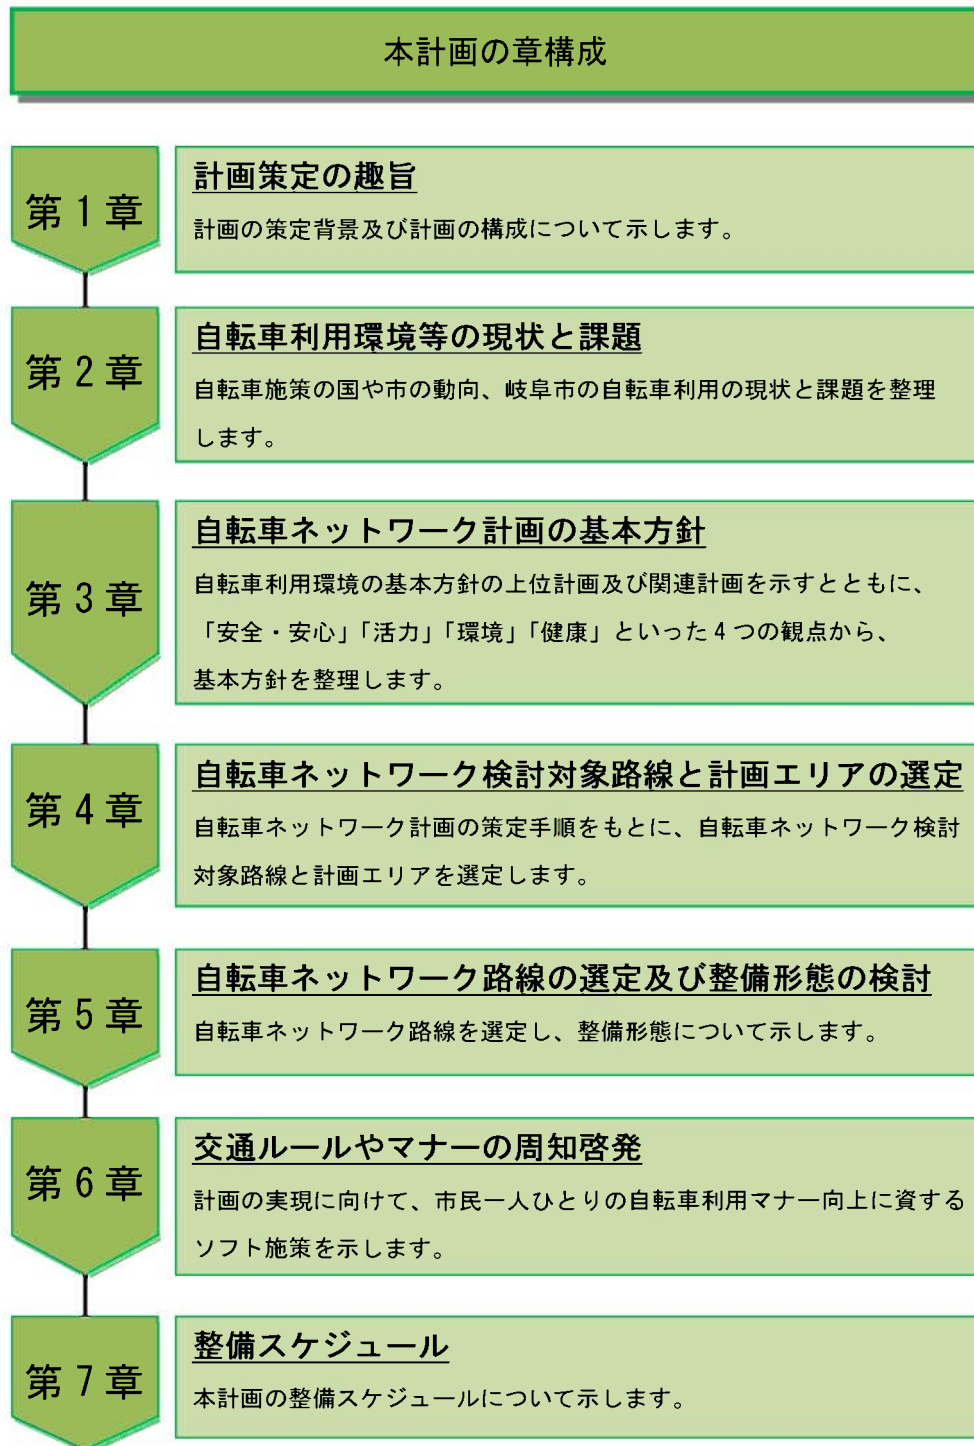 本計画の章構成
第1章
計画策定の趣旨
計画の策定背景及び計画の構成について示します。
第2章
自転車利用環境等の現状と課題
自転車施策の国や市の動向、岐阜市の自転車利用の現状と課題を整理
します。
第3章
自転車ネットワーク計画の基本方針
自転車利用環境の基本方針の上位計画及び関連計画を示すとともに、
「安全・安心」「活力」「環境」「健康」といった4つの観点から、
基本方針を整理します。
第4章
自転車ネットワーク検討対象路線と計画エリアの選定
自転車ネットワーク計画の策定手順をもとに、自転車ネットワーク検討
対象路線と計画エリアを選定します。
第5章
自転車ネットワーク路線の選定及び整備形態の検討
自転車ネットワーク路線を選定し、整備形態について示します。
第6章
交通ルールやマナーの周知啓発
計画の実現に向けて、市民一人ひとりの自転車利用マナー向上に資する
ソフト施策を示します。
第7章
整備スケジュール
本計画の整備スケジュールについて示します。